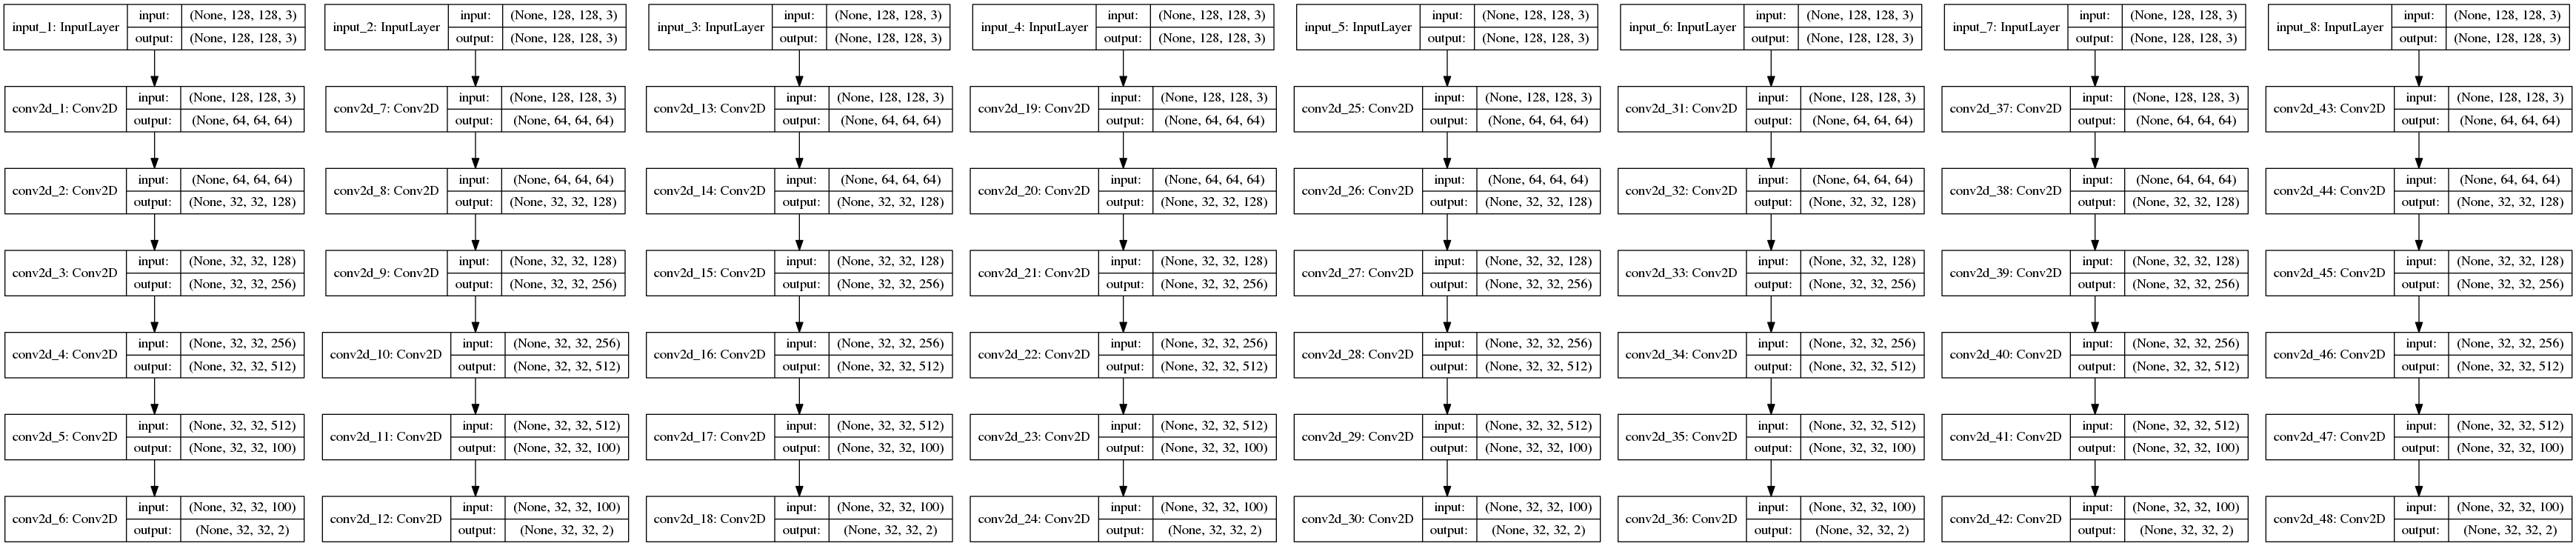 input_1: InputLayer input: (None, 128, 128, 3) output: (None, 128, 128, 3)
conv2d_1: Conv2D input: (None, 128, 128, 3) output: (None, 64, 64, 64)
conv2d_2: Conv2D input: (None, 64, 64, 64) output: (None, 32, 32, 128)
conv2d_3: Conv2D input: (None, 32, 32, 128) output: (None, 32, 32, 256)
conv2d_4: Conv2D input: (None, 32, 32, 256) output: (None, 32, 32, 512)
conv2d_5: Conv2D input: (None, 32, 32, 512) output: (None, 32, 32, 100)
conv2d_6: Conv2D input: (None, 32, 32, 100) output: (None, 32, 32, 2)
input_2: InputLayer input: (None, 128, 128, 3) output: (None, 128, 128, 3)
conv2d_7: Conv2D input: (None, 128, 128, 3) output: (None, 64, 64, 64)
conv2d_8: Conv2D input: (None, 64, 64, 64) output: (None, 32, 32, 128)
conv2d_9: Conv2D input: (None, 32, 32, 128) output: (None, 32, 32, 256)
conv2d_10: Conv2D input: (None, 32, 32, 256) output: (None, 32, 32, 512)
conv2d_11: Conv2D input: (None, 32, 32, 512) output: (None, 32, 32, 100)
conv2d_12: Conv2D input: (None, 32, 32, 100) output: (None, 32, 32, 2)
input_3: InputLayer input: (None, 128, 128, 3) output: (None, 128, 128, 3)
conv2d_13: Conv2D input: (None, 128, 128, 3) output: (None, 64, 64, 64)
conv2d_14: Conv2D input: (None, 64, 64, 64) output: (None, 32, 32, 128)
conv2d_15: Conv2D input: (None, 32, 32, 128) output: (None, 32, 32, 256)
conv2d_16: Conv2D input: (None, 32, 32, 256) output: (None, 32, 32, 512)
conv2d_17: Conv2D input: (None, 32, 32, 512) output: (None, 32, 32, 100)
conv2d_18: Conv2D input: (None, 32, 32, 100) output: (None, 32, 32, 2)
input_4: InputLayer input: (None, 128, 128, 3) output: (None, 128, 128, 3)
conv2d_19: Conv2D input: (None, 128, 128, 3) output: (None, 64, 64, 64)
conv2d_20: Conv2D input: (None, 64, 64, 64) output: (None, 32, 32, 128)
conv2d_21: Conv2D input: (None, 32, 32, 128) output: (None, 32, 32, 256)
conv2d_22: Conv2D input: (None, 32, 32, 256) output: (None, 32, 32, 512)
conv2d_23: Conv2D input: (None, 32, 32, 512) output: (None, 32, 32, 100)
conv2d_24: Conv2D input: (None, 32, 32, 100) output: (None, 32, 32, 2)
input_5: InputLayer input: (None, 128, 128, 3) output: (None, 128, 128, 3)
conv2d_25: Conv2D input: (None, 128, 128, 3) output: (None, 64, 64, 64)
conv2d_26: Conv2D input: (None, 64, 64, 64) output: (None, 32, 32, 128)
conv2d_27: Conv2D input: (None, 32, 32, 128) output: (None, 32, 32, 256)
conv2d_28: Conv2D input: (None, 32, 32, 256) output: (None, 32, 32, 512)
conv2d_29: Conv2D input: (None, 32, 32, 512) output: (None, 32, 32, 100)
conv2d_30: Conv2D input: (None, 32, 32, 100) output: (None, 32, 32, 2)
input_6: InputLayer input: (None, 128, 128, 3) output: (None, 128, 128, 3)
conv2d_31: Conv2D input: (None, 128, 128, 3) output: (None, 64, 64, 64)
conv2d_32: Conv2D input: (None, 64, 64, 64) output: (None, 32, 32, 128)
conv2d_33: Conv2D input: (None, 32, 32, 128) output: (None, 32, 32, 256)
conv2d_34: Conv2D input: (None, 32, 32, 256) output: (None, 32, 32, 512)
conv2d_35: Conv2D input: (None, 32, 32, 512) output: (None, 32, 32, 100)
conv2d_36: Conv2D input: (None, 32, 32, 100) output: (None, 32, 32, 2)
input_7: InputLayer input: (None, 128, 128, 3) output: (None, 128, 128, 3)
conv2d_37: Conv2D input: (None, 128, 128, 3) output: (None, 64, 64, 64)
conv2d_38: Conv2D input: (None, 64, 64, 64) output: (None, 32, 32, 128)
conv2d_39: Conv2D input: (None, 32, 32, 128) output: (None, 32, 32, 256)
conv2d_40: Conv2D input: (None, 32, 32, 256) output: (None, 32, 32, 512)
conv2d_41: Conv2D input: (None, 32, 32, 512) output: (None, 32, 32, 100)
conv2d_42: Conv2D input: (None, 32, 32, 100) output: (None, 32, 32, 2)
input_8: InputLayer input: (None, 128, 128, 3) output: (None, 128, 128, 3)
conv2d_43: Conv2D input: (None, 128, 128, 3) output: (None, 64, 64, 64)
conv2d_44: Conv2D input: (None, 64, 64, 64) output: (None, 32, 32, 128)
conv2d_45: Conv2D input: (None, 32, 32, 128) output: (None, 32, 32, 256)
conv2d_46: Conv2D input: (None, 32, 32, 256) output: (None, 32, 32, 512)
conv2d_47: Conv2D input: (None, 32, 32, 512) output: (None, 32, 32, 100)
conv2d_48: Conv2D input: (None, 32, 32, 100) output: (None, 32, 32, 2)